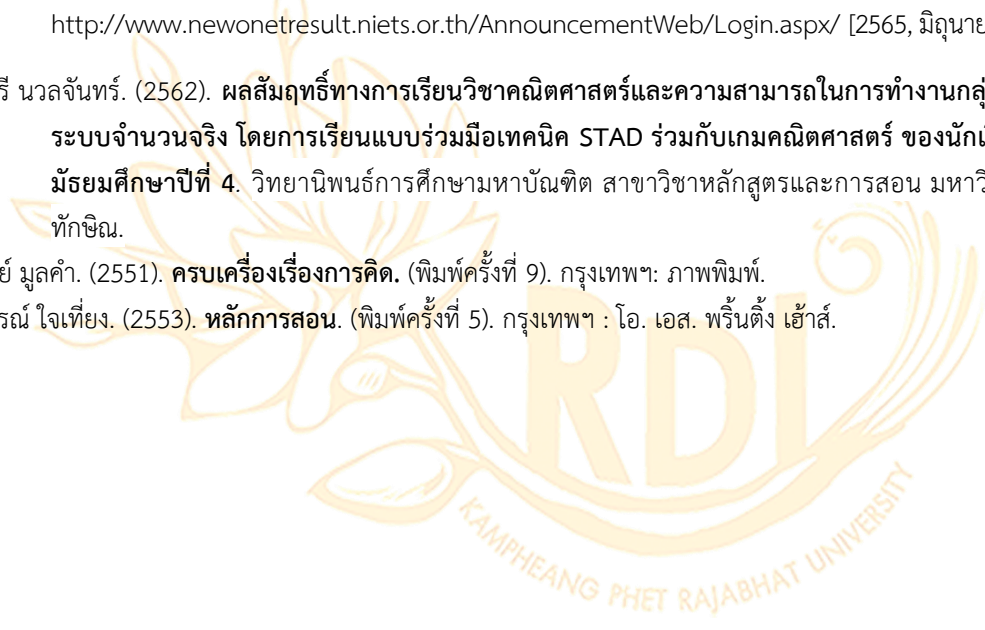 http://www.newonetresult.niets.or.th/AnnouncementWeb/Login.aspx/ [2565, มิถุนาย
รี นวลจันทร์. (2562). ผลสัมฤทธิ์ทางการเรียนวิชาคณิตศาสตร์และความสามารถในการทำงานกลุ่
ระบบจำนวนจริง โดยการเรียนแบบร่วมมือเทคนิค STAD ร่วมกับเกมคณิตศาสตร์ ของนักเ
มัธยมศึกษาปีที่ 4. วิทยานิพนธ์การศึกษามหาบัณฑิต สาขาวิชาหลักสูตรและการสอน มหาวิ
ทักษิณ.
ย์ มูลคำ. (2551). ครบเครื่องเรื่องการคิด. (พิมพ์ครั้งที่ 9). กรุงเทพฯ: ภาพพิมพ์.
รณ์ ใจเที่ยง. (2553). หลักการสอน. (พิมพ์ครั้งที่ 5). กรุงเทพฯ : โอ. เอส. พริ้นติ้ง เฮ้าส์.
RDI
KAMPHEANG PHET RAJABHAT UNIVERSITY